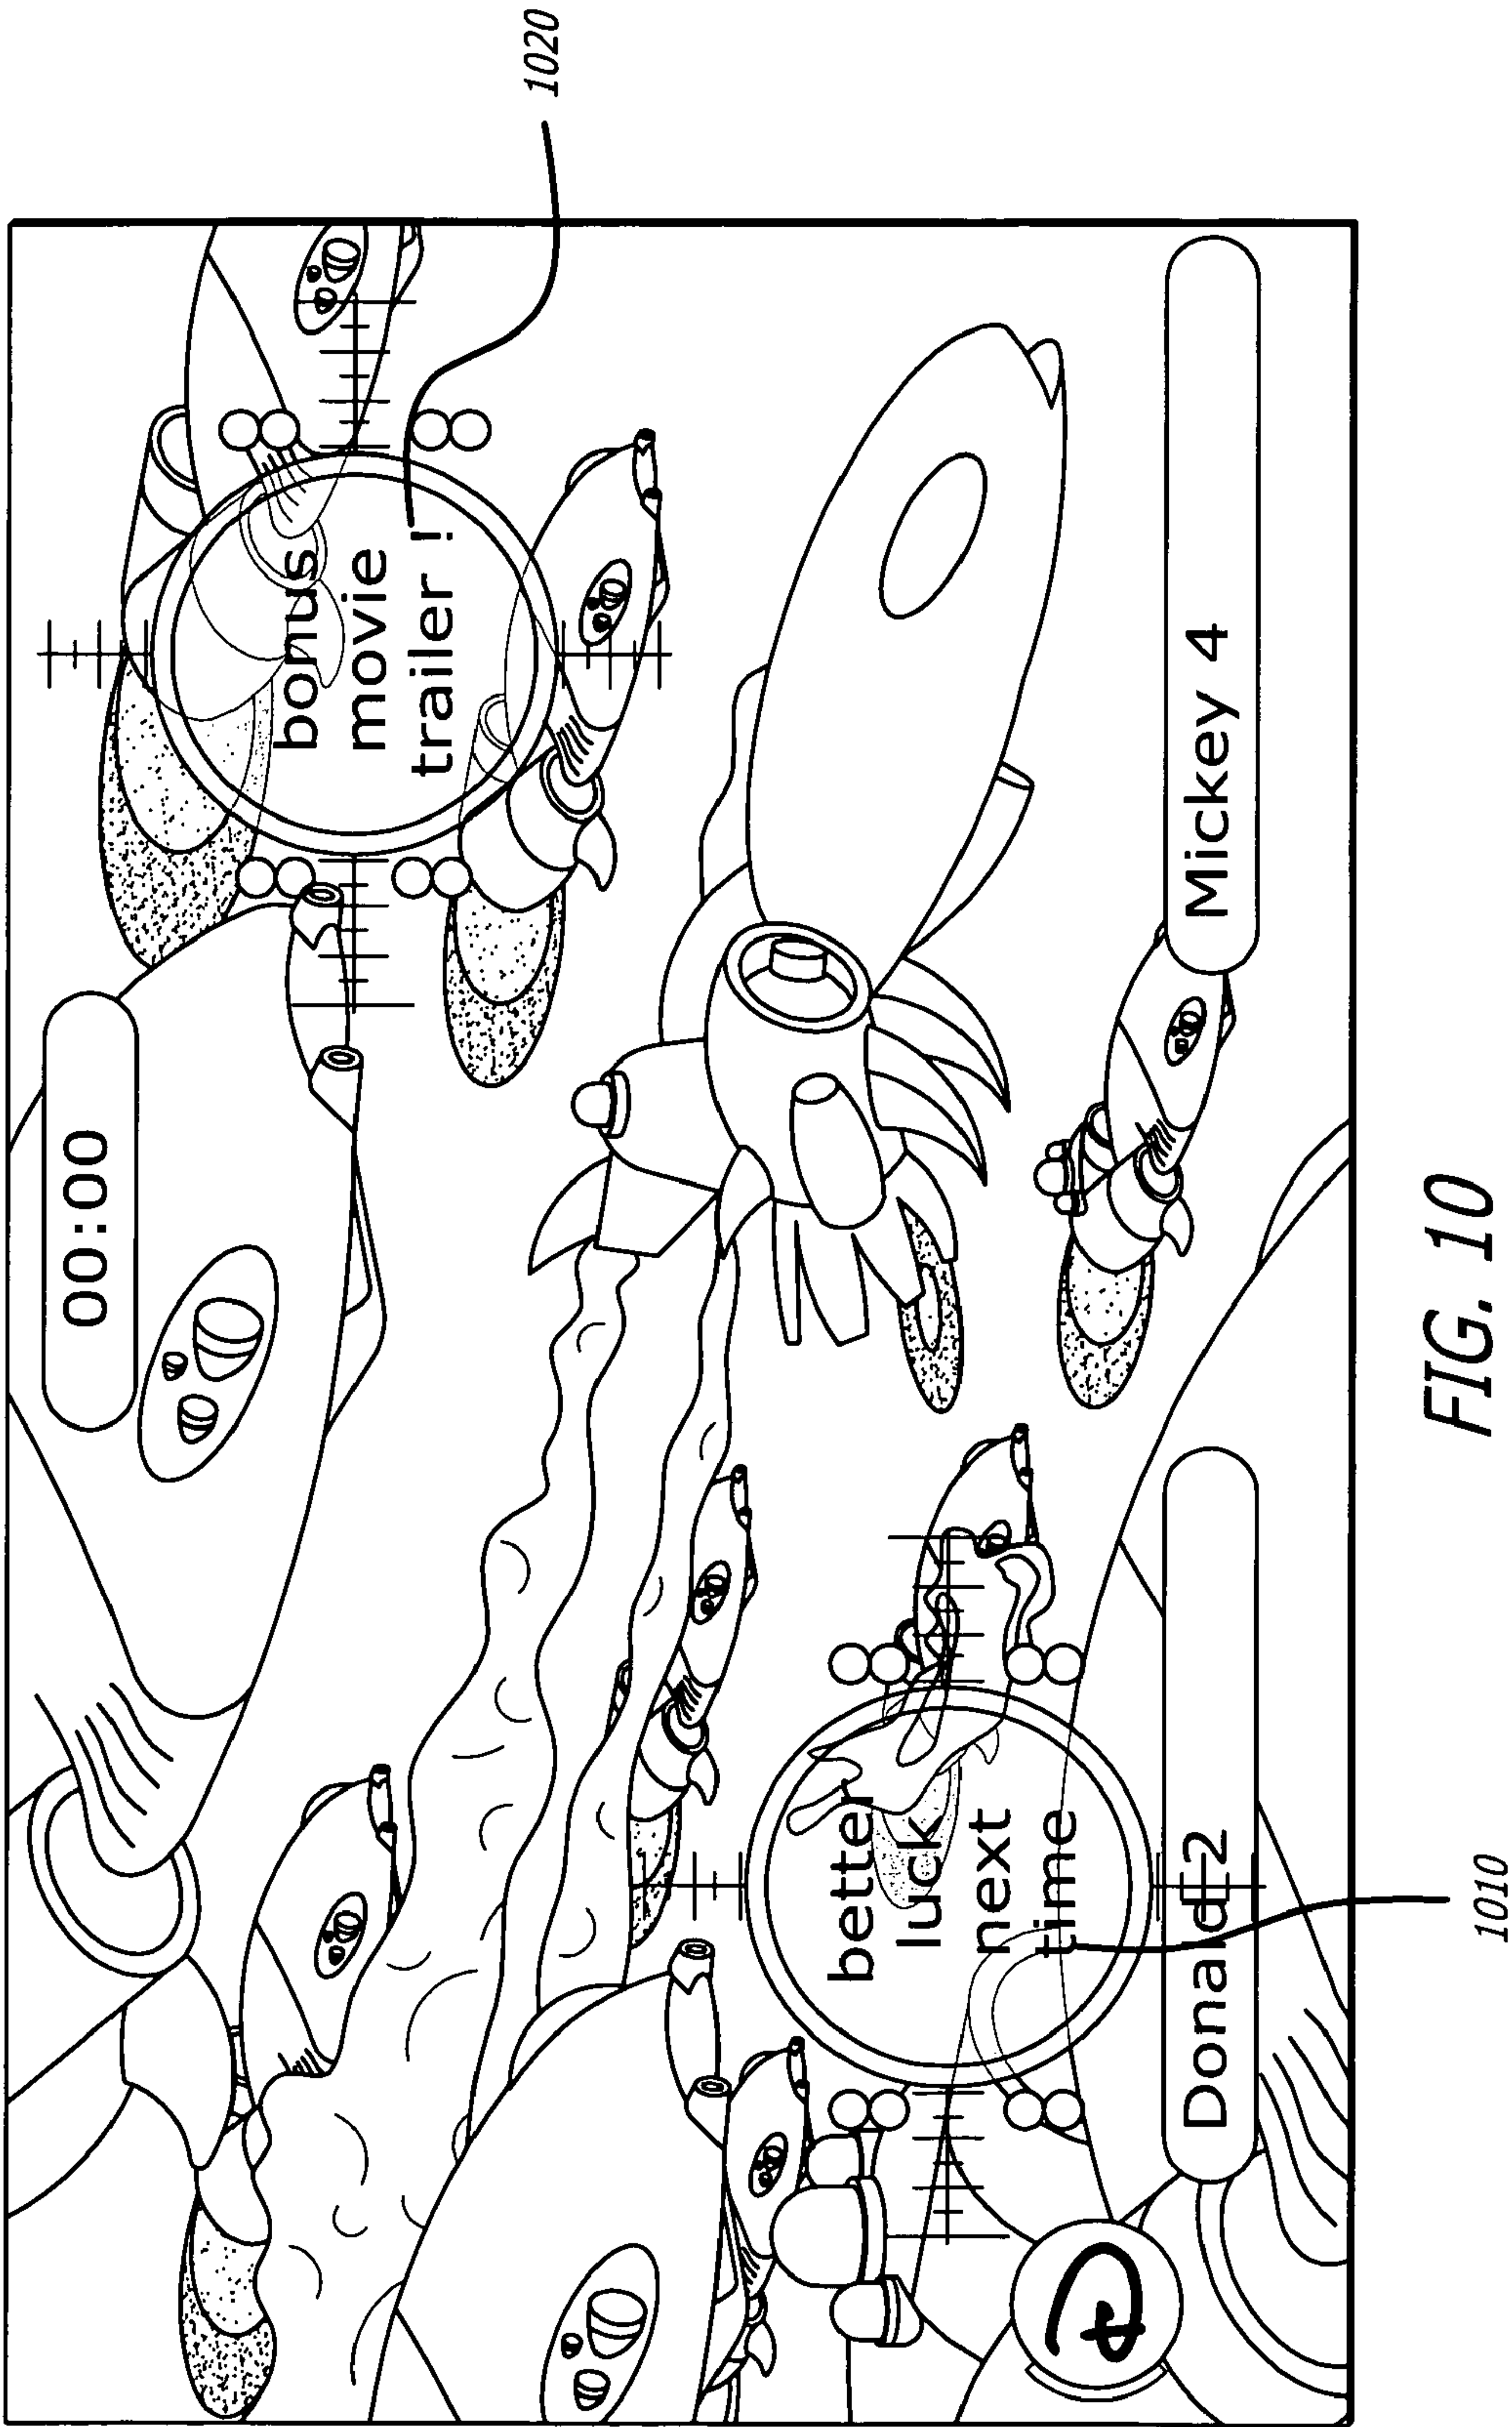 00:00
bonus
movie
trailer !
1020
better
luck
next
time
Donald 2
Mickey 4
1010
FIG. 10